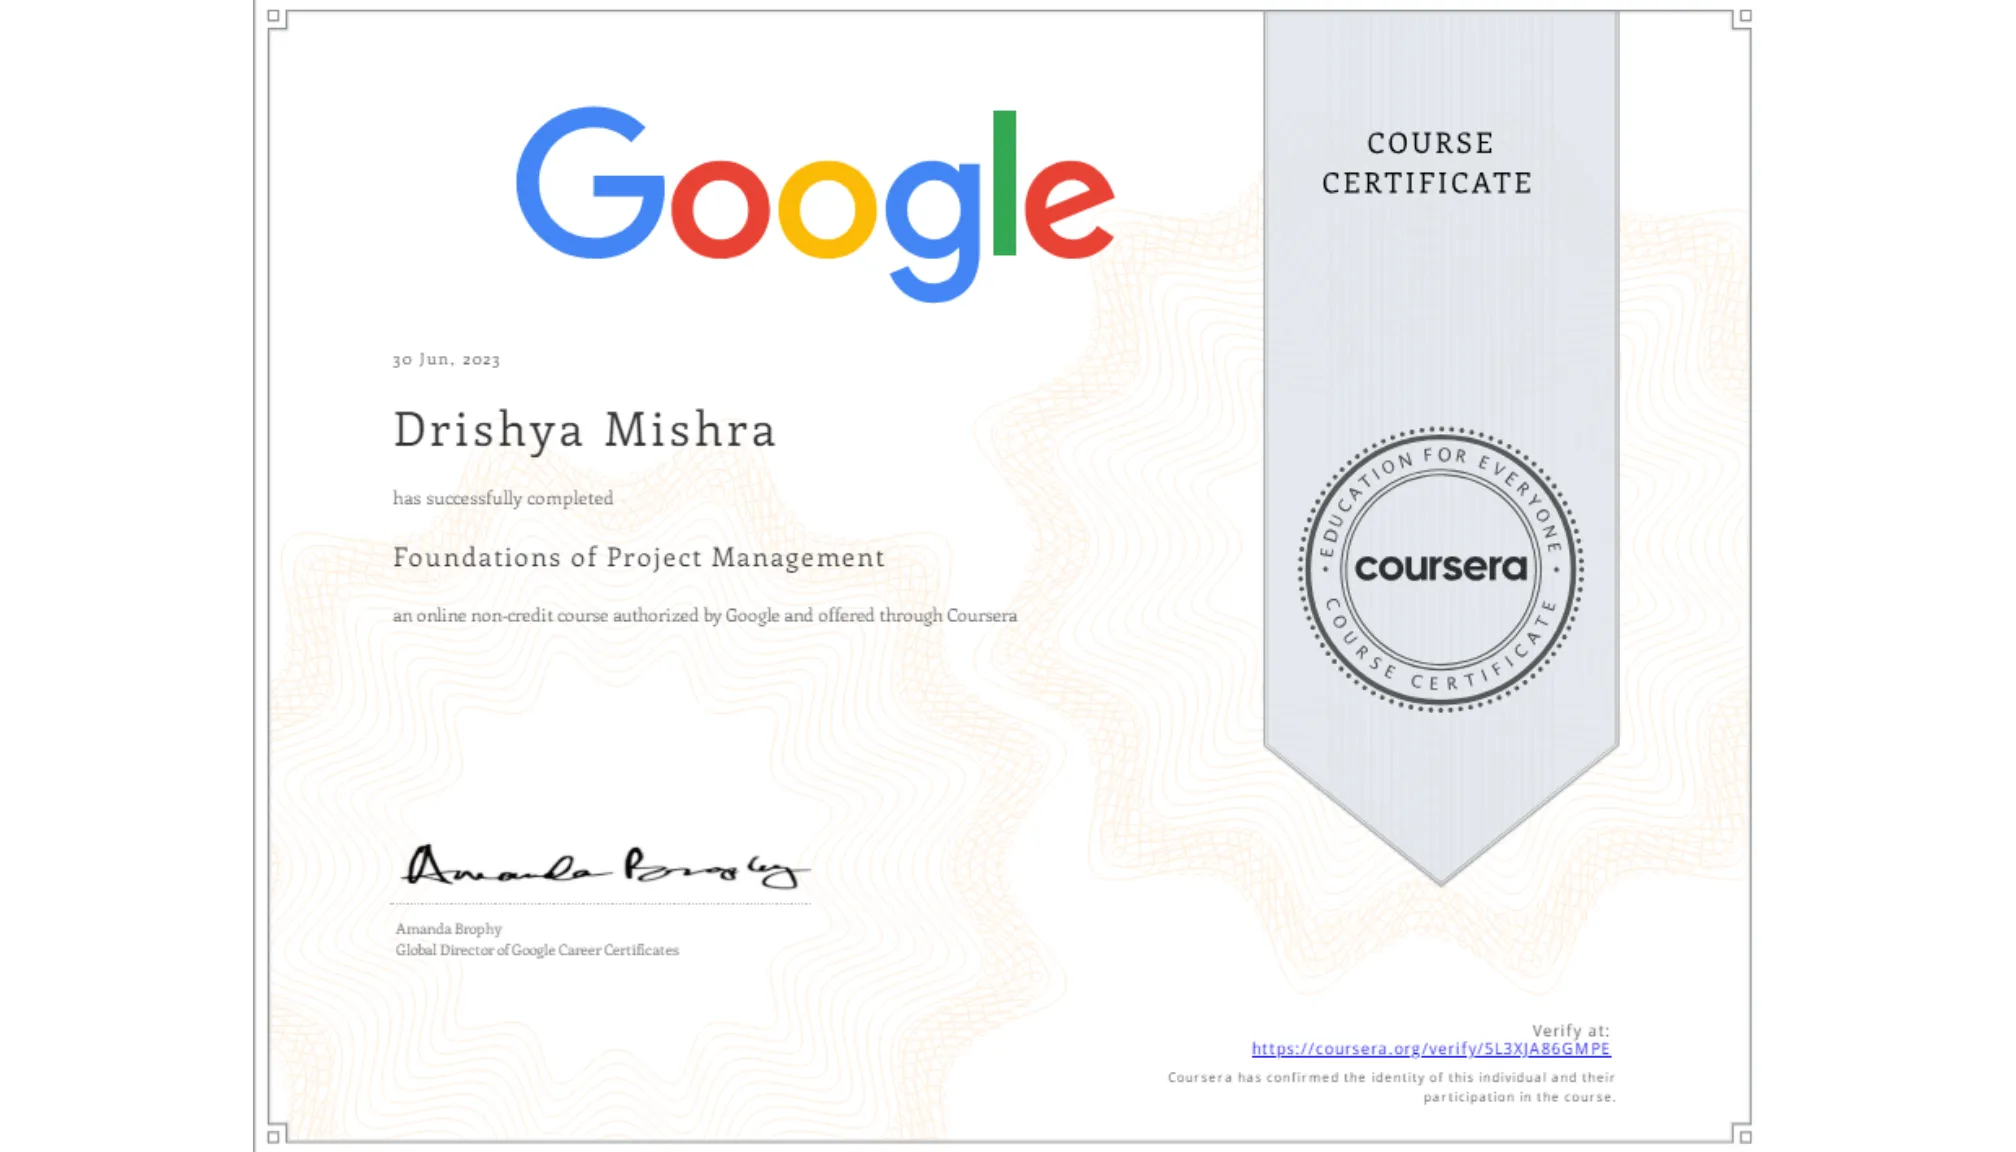 Google
COURSE
CERTIFICATE
30 Jun, 2023
Drishya Mishra
has successfully completed
Foundations of Project Management
an online non-credit course authorized by Google and offered through Coursera
EDUCATION FOR EVERYONE
coursera
COURSE CERTIFICATE
Amanda Brophy
Amanda Brophy
Global Director of Google Career Certificates
Verify at:
https://coursera.org/verify/5L3XJA86GMPE
Coursera has confirmed the identity of this individual and their
participation in the course.